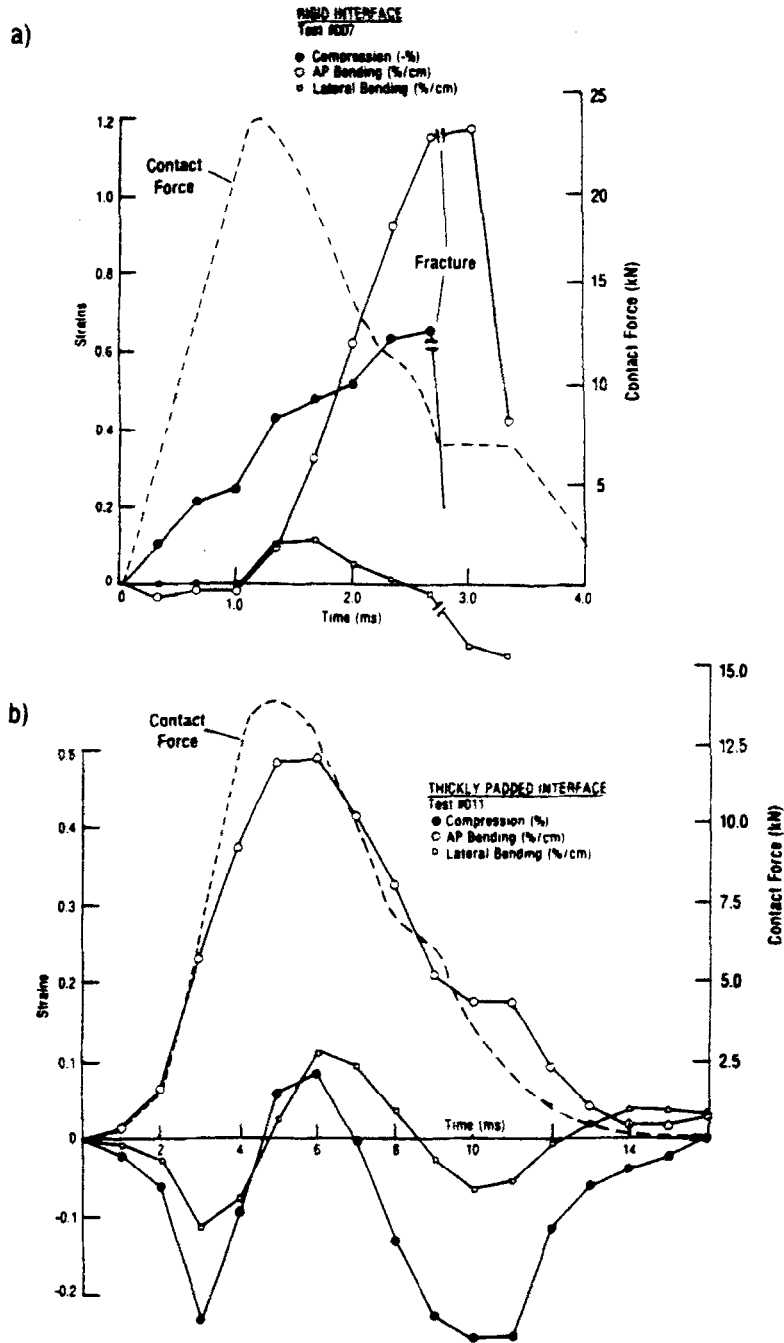 a)
RIGID INTERFACE
Test #007
Compression (-%)
AP Bending (%/cm)
Lateral Bending (%/cm)
Contact
Force
Fracture
1.2
1.0
0.8
0.6
0.4
0.2
0
Strains
25
20
15
10
5
Contact Force (kN)
0
1.0
2.0
3.0
4.0
Time (ms)
b)
Contact
Force
THICKLY PADDED INTERFACE
Test #011
Compression (%)
AP Bending (%/cm)
Lateral Bending (%/cm)
0.5
0.4
0.3
0.2
0.1
0
-0.1
-0.2
Strains
15.0
12.5
10.0
7.5
5.0
2.5
Contact Force (kN)
Time (ms)
2
4
6
8
10
12
14